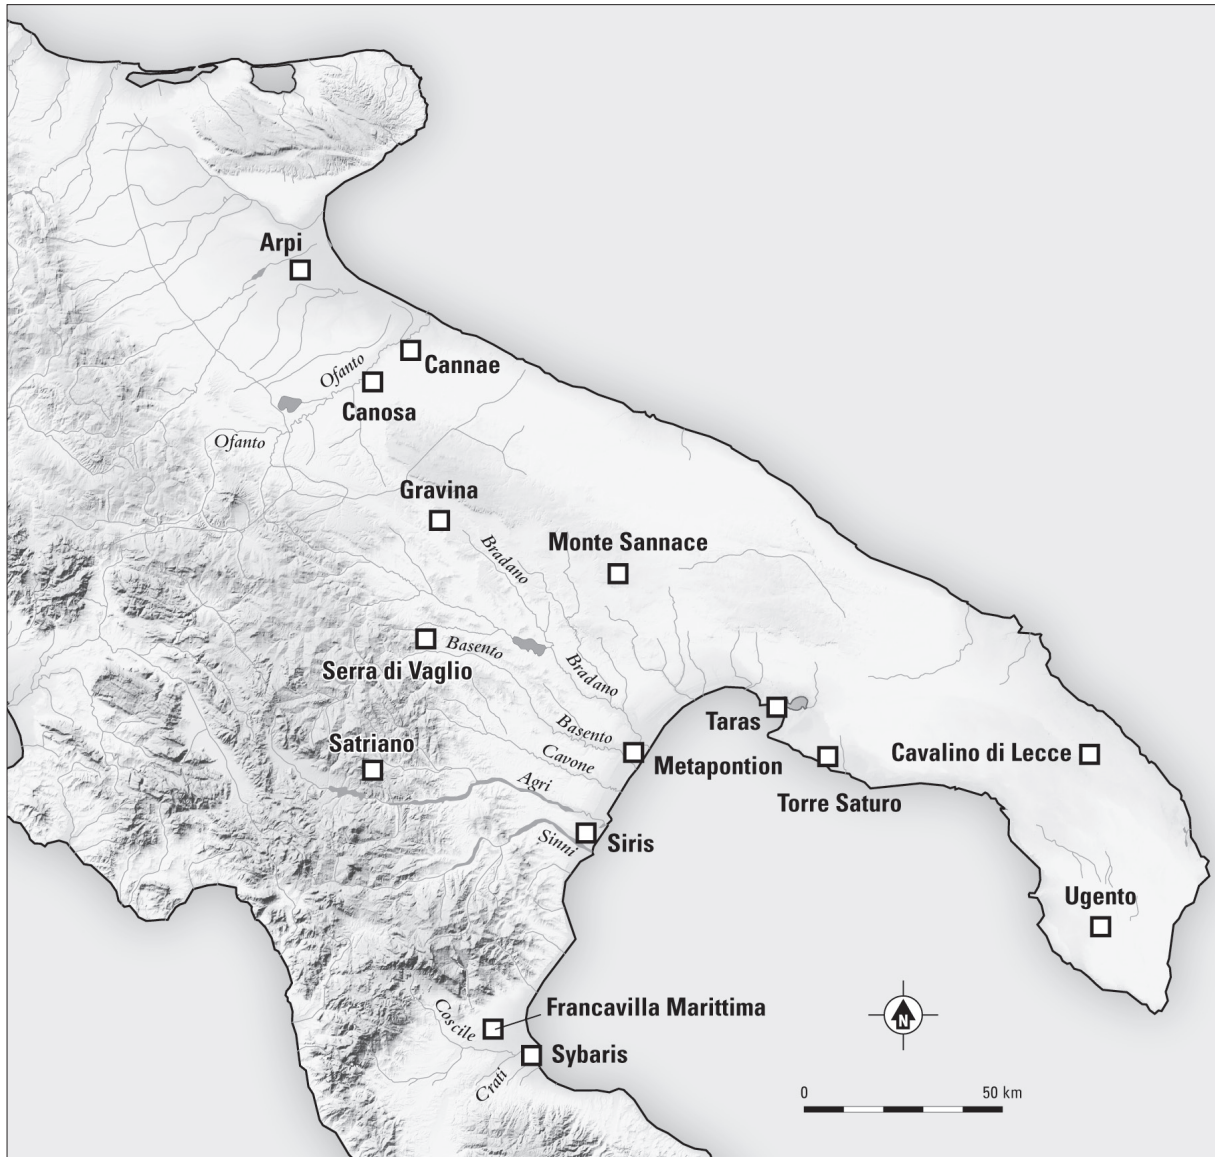 Arpi
Ofanto
Cannae
Canosa
Ofanto
Gravina
Bradano
Monte Sannace
Serra di Vaglio
Basento
Bradano
Satriano
Basento
Taras
Cavone
Metapontion
Cavalino di Lecce
Agri
Torre Saturo
Sinni
Siris
Ugento
Coscile
Francavilla Marittima
N
Crati
Sybaris
0 50 km